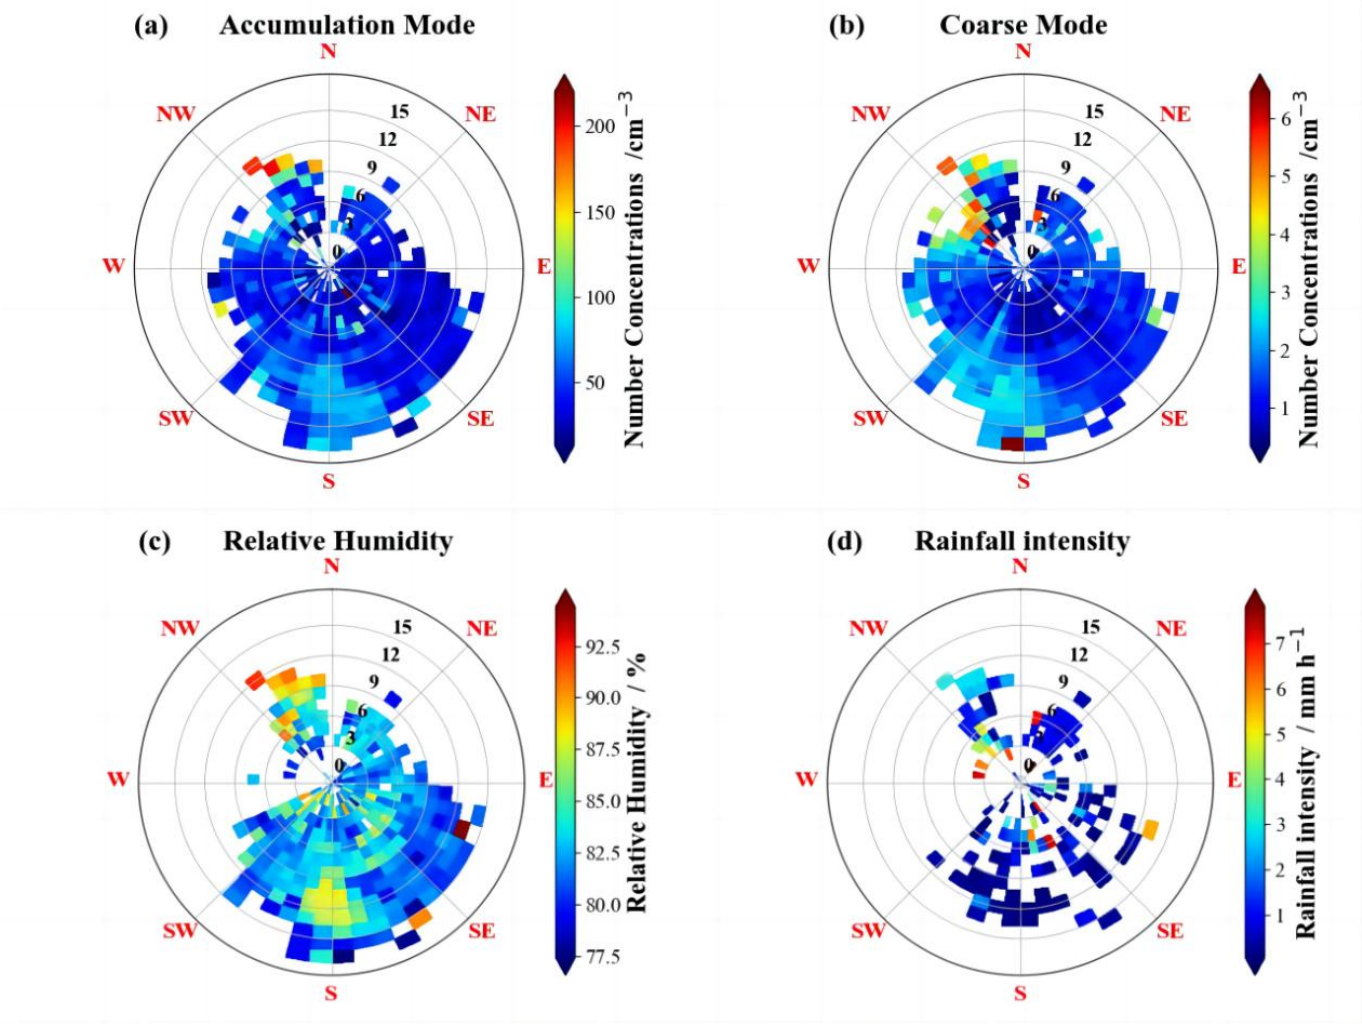 (a) Accumulation Mode
N
NW
NE
15
12
9
6
3
0
W
E
SW
SE
S
200
150
100
50
Number Concentrations /cm⁻³
(b) Coarse Mode
N
NW
NE
15
12
9
6
3
0
W
E
SW
SE
S
6
5
4
3
2
1
Number Concentrations /cm⁻³
(c) Relative Humidity
N
NW
NE
15
12
9
6
3
0
W
E
SW
SE
S
92.5
90.0
87.5
85.0
82.5
80.0
77.5
Relative Humidity / %
(d) Rainfall intensity
N
NW
NE
15
12
9
6
0
W
E
SW
SE
S
7
6
5
4
3
2
1
Rainfall intensity / mm h⁻¹